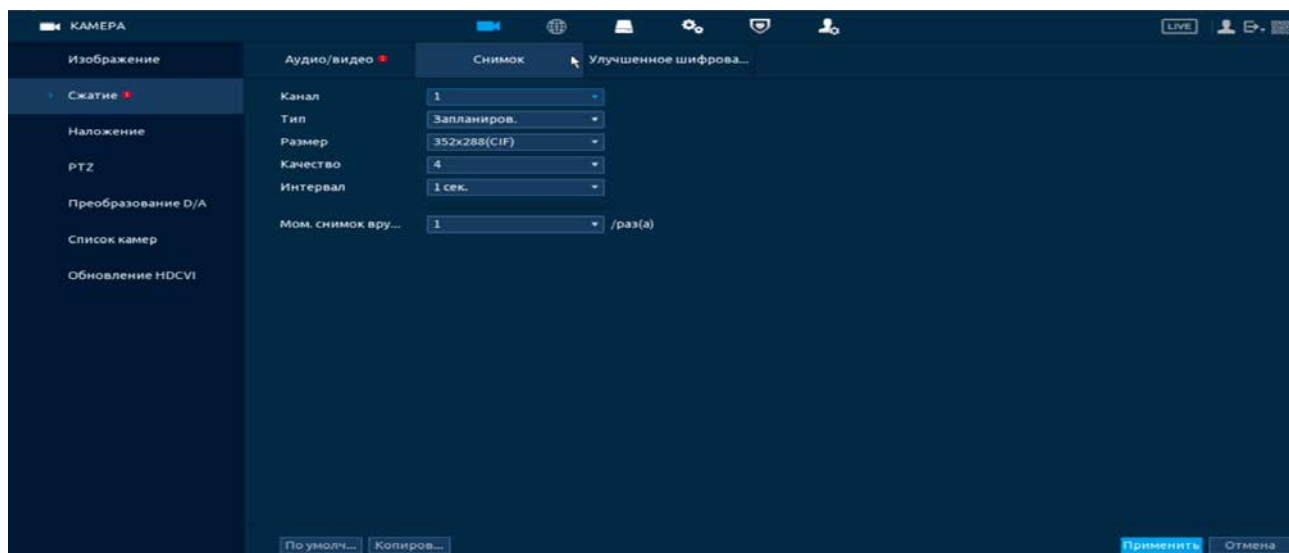 КАМЕРА LIVE
Изображение
Сжатие
Наложение
PTZ
Преобразование D/A
Список камер
Обновление HDCVI
Аудио/видео Снимок Улучшенное шифрова...
Канал 1
Тип Запланиров.
Размер 352x288(CIF)
Качество 4
Интервал 1 сек.
Мом. снимок вру... 1 /раз(а)
По умолч... Копиров... Применить Отмена